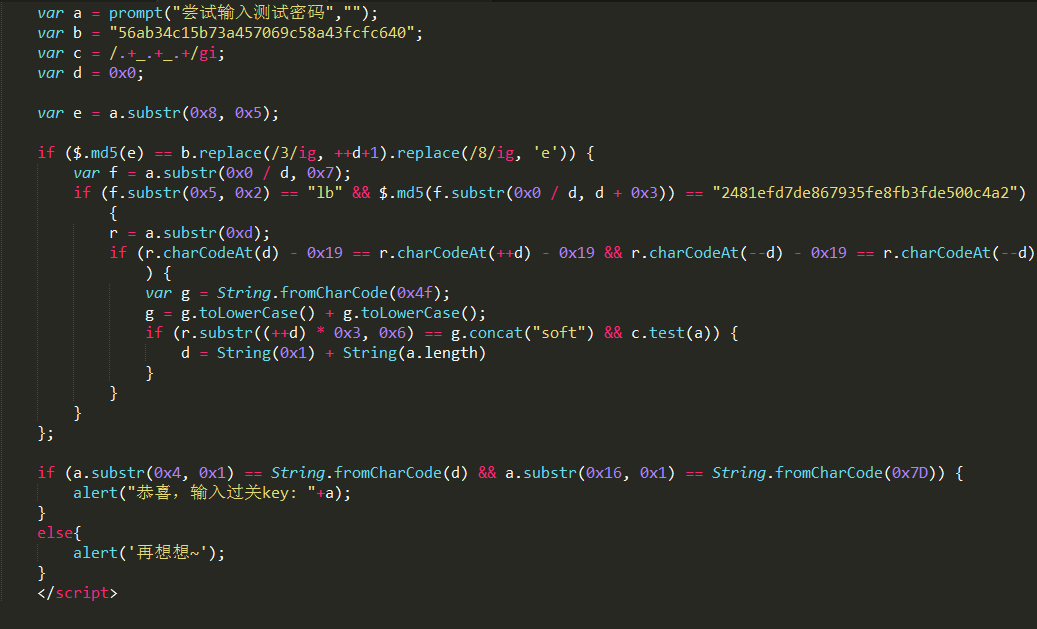 var a = prompt("尝试输入测试密码","");
var b = "56ab34c15b73a457069c58a43fcfc640";
var c = /.+_.+_.+/gi;
var d = 0x0;
var e = a.substr(0x8, 0x5);
if ($.md5(e) == b.replace(/3/ig, ++d+1).replace(/8/ig, 'e')) {
var f = a.substr(0x0 / d, 0x7);
if (f.substr(0x5, 0x2) == "lb" && $.md5(f.substr(0x0 / d, d + 0x3)) == "2481efd7de867935fe8fb3fde500c4a2")
{
r = a.substr(0xd);
if (r.charCodeAt(d) - 0x19 == r.charCodeAt(++d) - 0x19 && r.charCodeAt(--d) - 0x19 == r.charCodeAt(--d)
) {
var g = String.fromCharCode(0x4f);
g = g.toLowerCase() + g.toLowerCase();
if (r.substr((++d) * 0x3, 0x6) == g.concat("soft") && c.test(a)) {
d = String(0x1) + String(a.length)
}
}
}
};
if (a.substr(0x4, 0x1) == String.fromCharCode(d) && a.substr(0x16, 0x1) == String.fromCharCode(0x7D)) {
alert("恭喜，输入过关key: "+a);
}
else{
alert('再想想~');
}
</script>